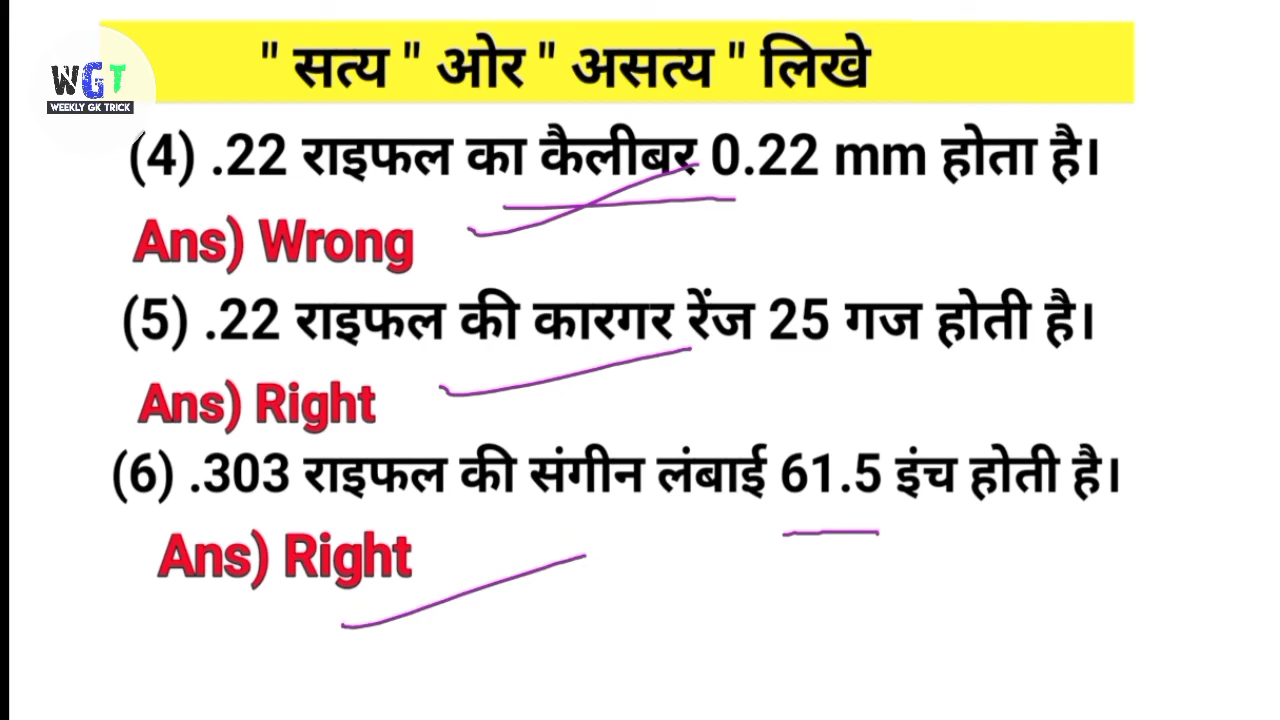 " सत्य " ओर " असत्य " लिखे
WGT
WEEKLY GK TRICK
(4) .22 राइफल का कैलीबर 0.22 mm होता है।
Ans) Wrong
(5) .22 राइफल की कारगर रेंज 25 गज होती है।
Ans) Right
(6) .303 राइफल की संगीन लंबाई 61.5 इंच होती है।
Ans) Right